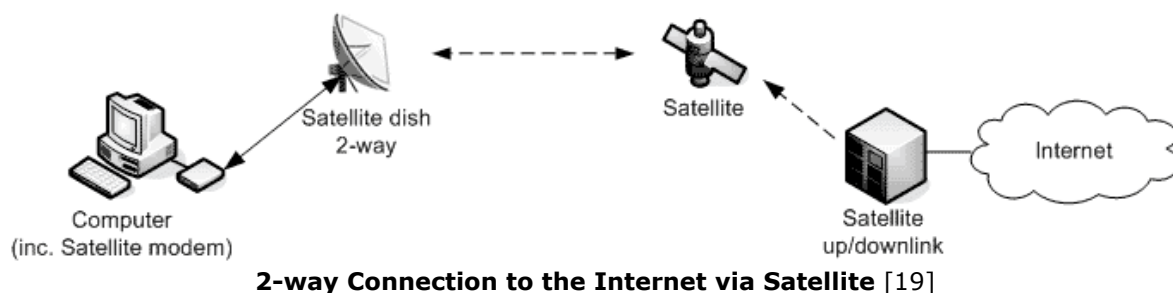 Satellite dish
2-way
Satellite
Computer
(inc. Satellite modem)
Satellite
up/downlink
Internet
2-way Connection to the Internet via Satellite [19]